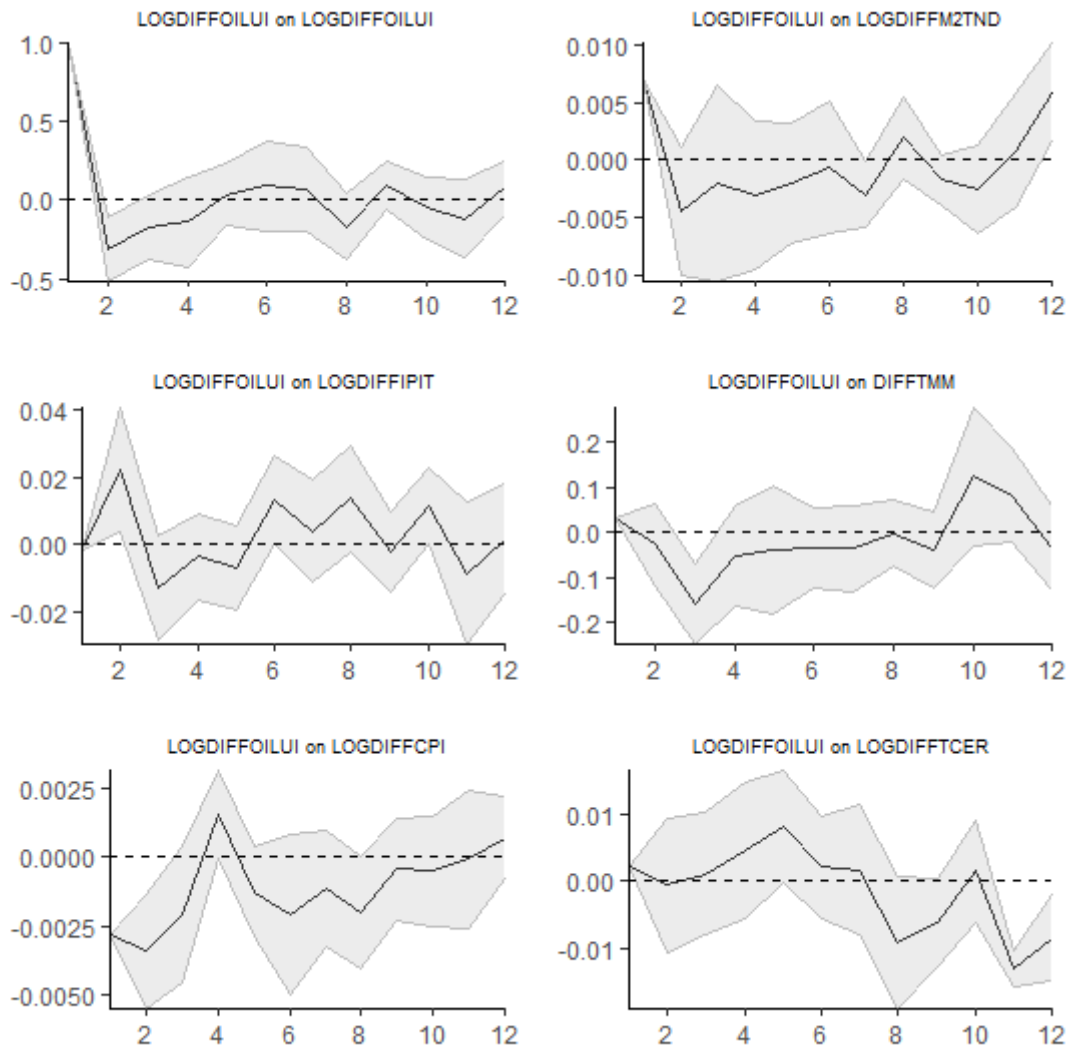 LOGDIFFOILUI on LOGDIFFOILUI
1.0
0.5
0.0
-0.5
2 4 6 8 10 12
LOGDIFFOILUI on LOGDIFFM2TND
0.010
0.005
0.000
-0.005
-0.010
2 4 6 8 10 12
LOGDIFFOILUI on LOGDIFFIPIT
0.04
0.02
0.00
-0.02
2 4 6 8 10 12
LOGDIFFOILUI on DIFFTMM
0.2
0.1
0.0
-0.1
-0.2
2 4 6 8 10 12
LOGDIFFOILUI on LOGDIFFCPI
0.0025
0.0000
-0.0025
-0.0050
2 4 6 8 10 12
LOGDIFFOILUI on LOGDIFFTCER
0.01
0.00
-0.01
2 4 6 8 10 12